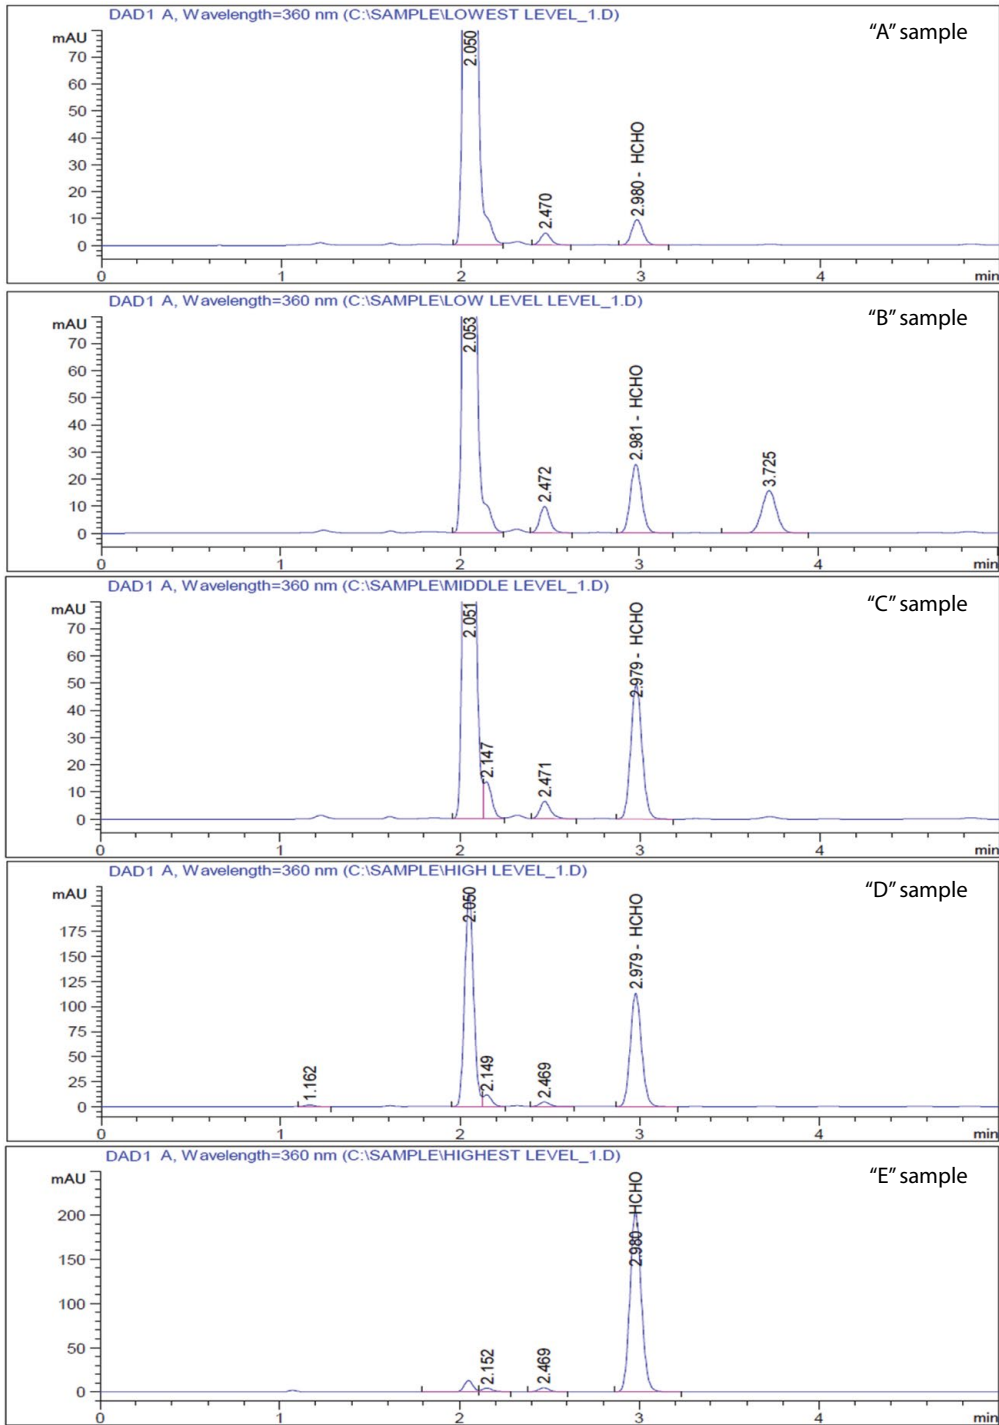 DAD1 A, Wavelength=360 nm (C:\SAMPLE\LOWEST LEVEL_1.D)
mAU
“A” sample
70
60
50
40
30
20
10
0
2.050
2.470
2.980 - HCHO
0 1 2 3 4 min
DAD1 A, Wavelength=360 nm (C:\SAMPLE\LOW LEVEL LEVEL_1.D)
mAU
“B” sample
70
60
50
40
30
20
10
0
2.053
2.472
2.981 - HCHO
3.725
0 1 2 3 4 min
DAD1 A, Wavelength=360 nm (C:\SAMPLE\MIDDLE LEVEL_1.D)
mAU
“C” sample
70
60
50
40
30
20
10
0
2.051
2.147
2.471
2.979 - HCHO
0 1 2 3 4 min
DAD1 A, Wavelength=360 nm (C:\SAMPLE\HIGH LEVEL_1.D)
mAU
“D” sample
175
150
125
100
75
50
25
0
1.162
2.050
2.149
2.469
2.979 - HCHO
0 1 2 3 4 min
DAD1 A, Wavelength=360 nm (C:\SAMPLE\HIGHEST LEVEL_1.D)
mAU
“E” sample
200
150
100
50
0
2.152
2.469
2.980 - HCHO
0 1 2 3 4 min